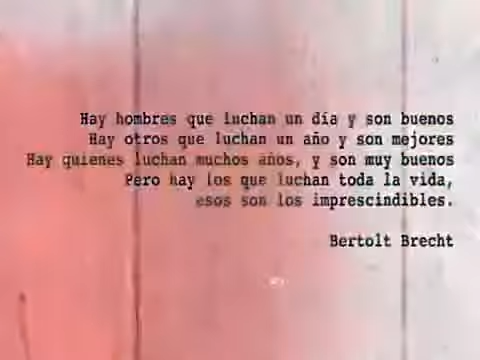 Hay hombres que luchan un día y son buenos
Hay otros que luchan un año y son mejores
Hay quienes luchan muchos años, y son muy buenos
Pero hay los que luchan toda la vida,
esos son los imprescindibles.
Bertolt Brecht